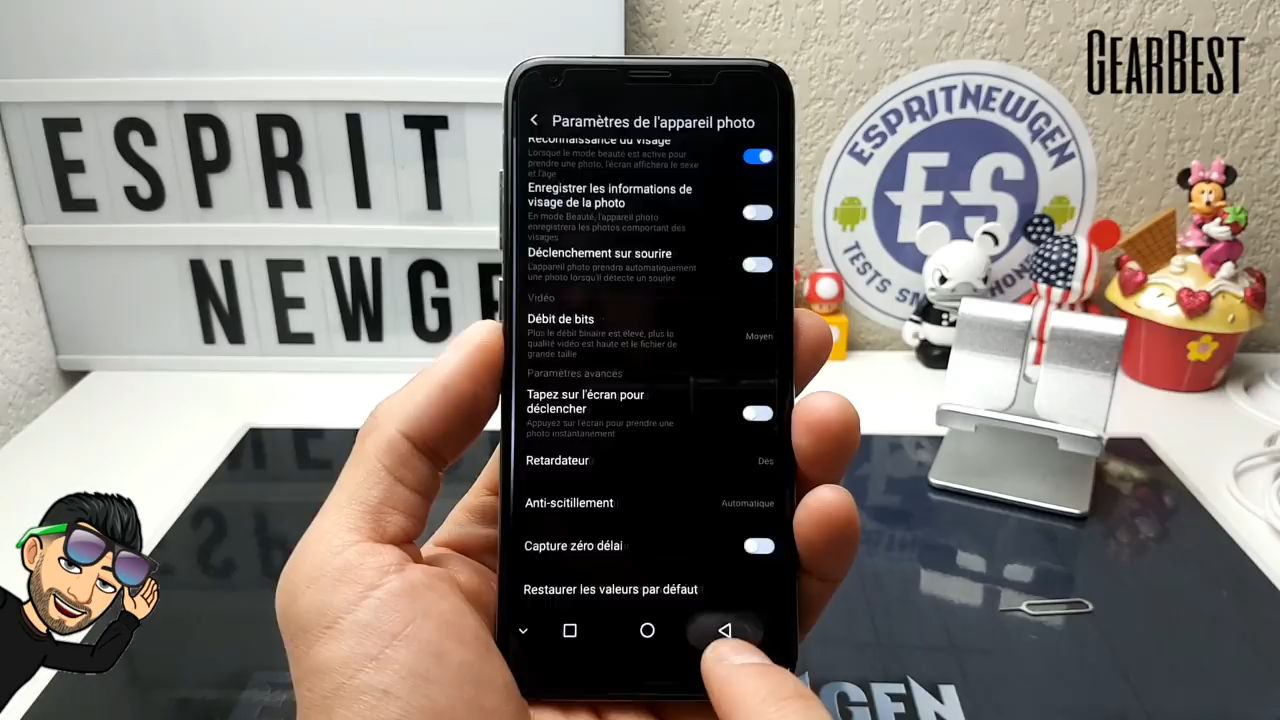 GEARBEST
ESPRIT
NEWG
ESPRITNEWGEN
ES
Paramètres de l'appareil photo
Reconnaissance du visage
Lorsque le mode beauté est activé pour
prendre une photo, l'écran affichera le sexe
et l'âge
Enregistrer les informations de
visage de la photo
En mode Beauté, l'appareil photo
enregistrera les photos comportant des
visages
Déclenchement sur sourire
L'appareil photo prendra automatiquement
une photo lorsqu'il détecte un sourire
Vidéo
Débit de bits
Plus le débit binaire est élevé, plus la
qualité vidéo est haute et le fichier de
grande taille
Moyen
Paramètres avancés
Tapez sur l'écran pour
déclencher
Appuyez sur l'écran pour prendre une
photo instantanément
Retardateur
Dés
Anti-scitillement
Automatique
Capture zéro délai
Restaurer les valeurs par défaut
TESTS
WGEN